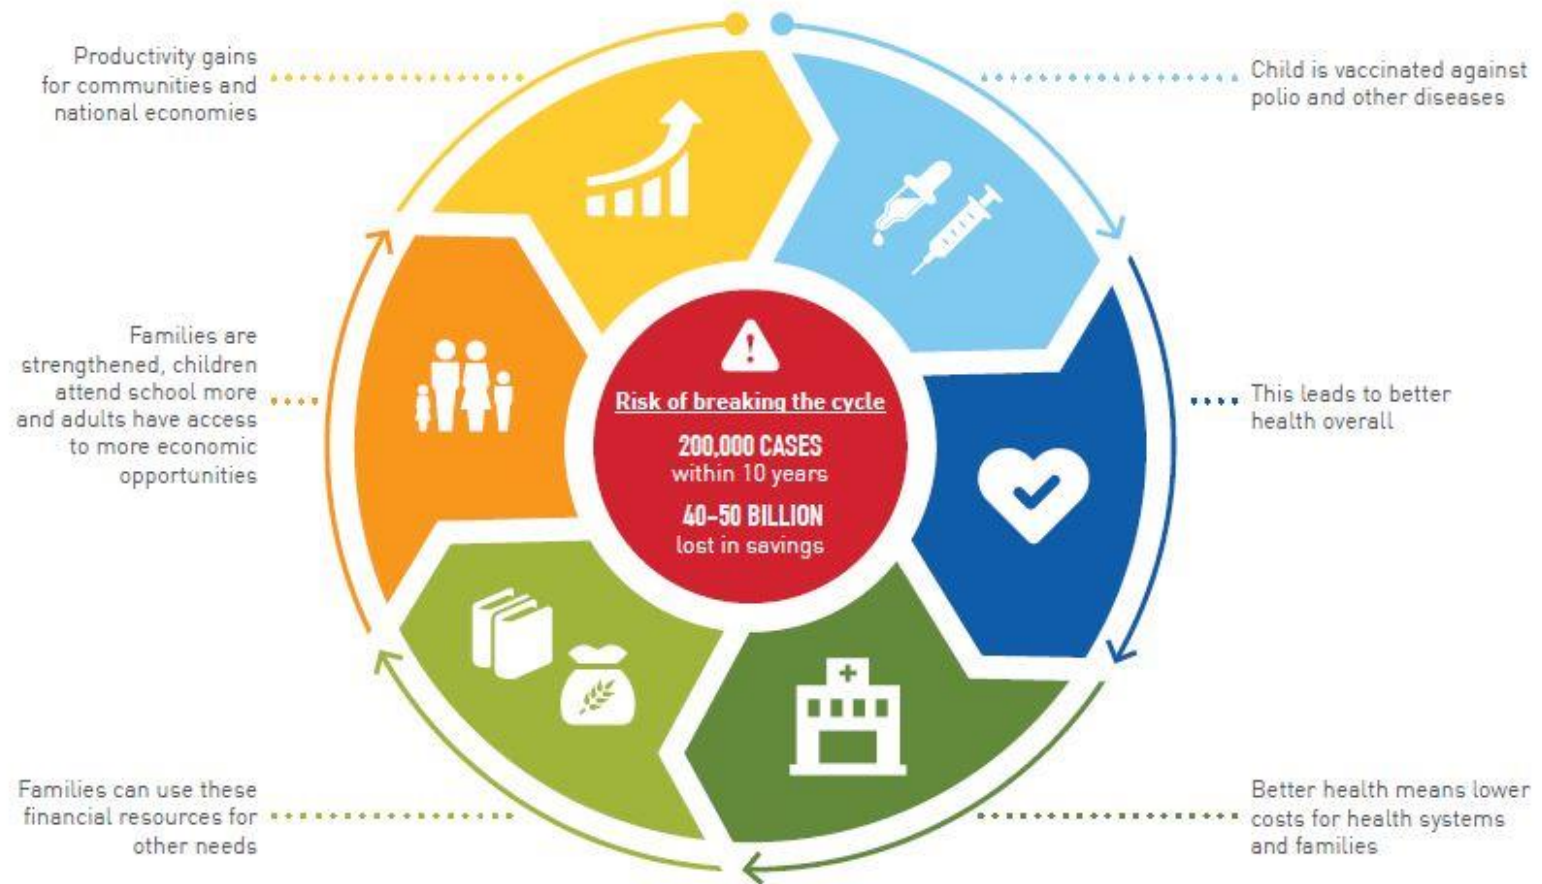 Child is vaccinated against
polio and other diseases
This leads to better
health overall
Better health means lower
costs for health systems
and families
Families can use these
financial resources for
other needs
Families are
strengthened, children
attend school more
and adults have access
to more economic
opportunities
Productivity gains
for communities and
national economies
Risk of breaking the cycle
200,000 CASES
within 10 years
40-50 BILLION
lost in savings